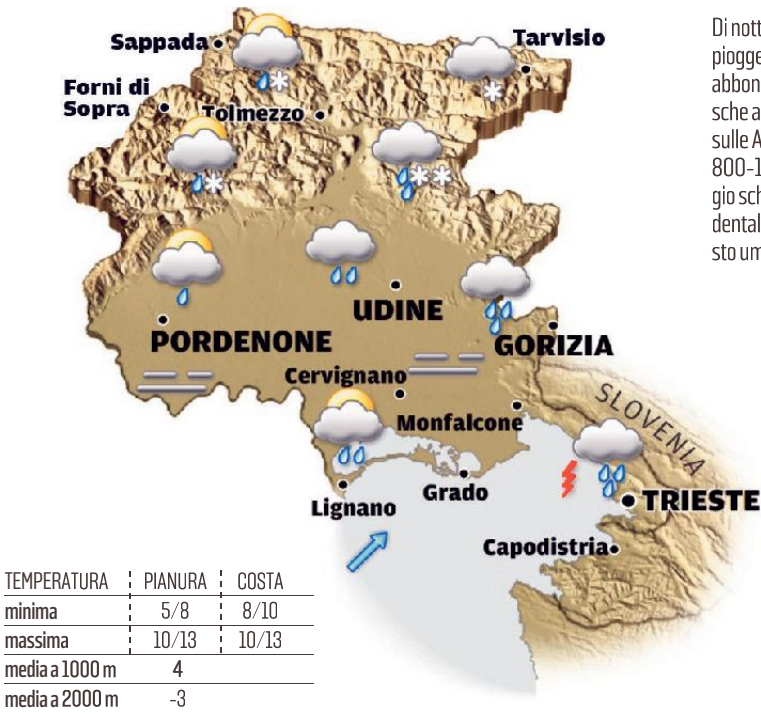 Sappada
Tarvisio
Forni di
Sopra
Tolmezzo
UDINE
PORDENONE
GORIZIA
Cervignano
Monfalcone
SLOVENIA
Lignano
Grado
TRIESTE
Capodistria
TEMPERATURA PIANURA COSTA
minima 5/8 8/10
massima 10/13 10/13
media a 1000 m 4
media a 2000 m -3
Di nott
piogge
abbon
sche a
sulle A
800-1
gio sch
dental
sto um